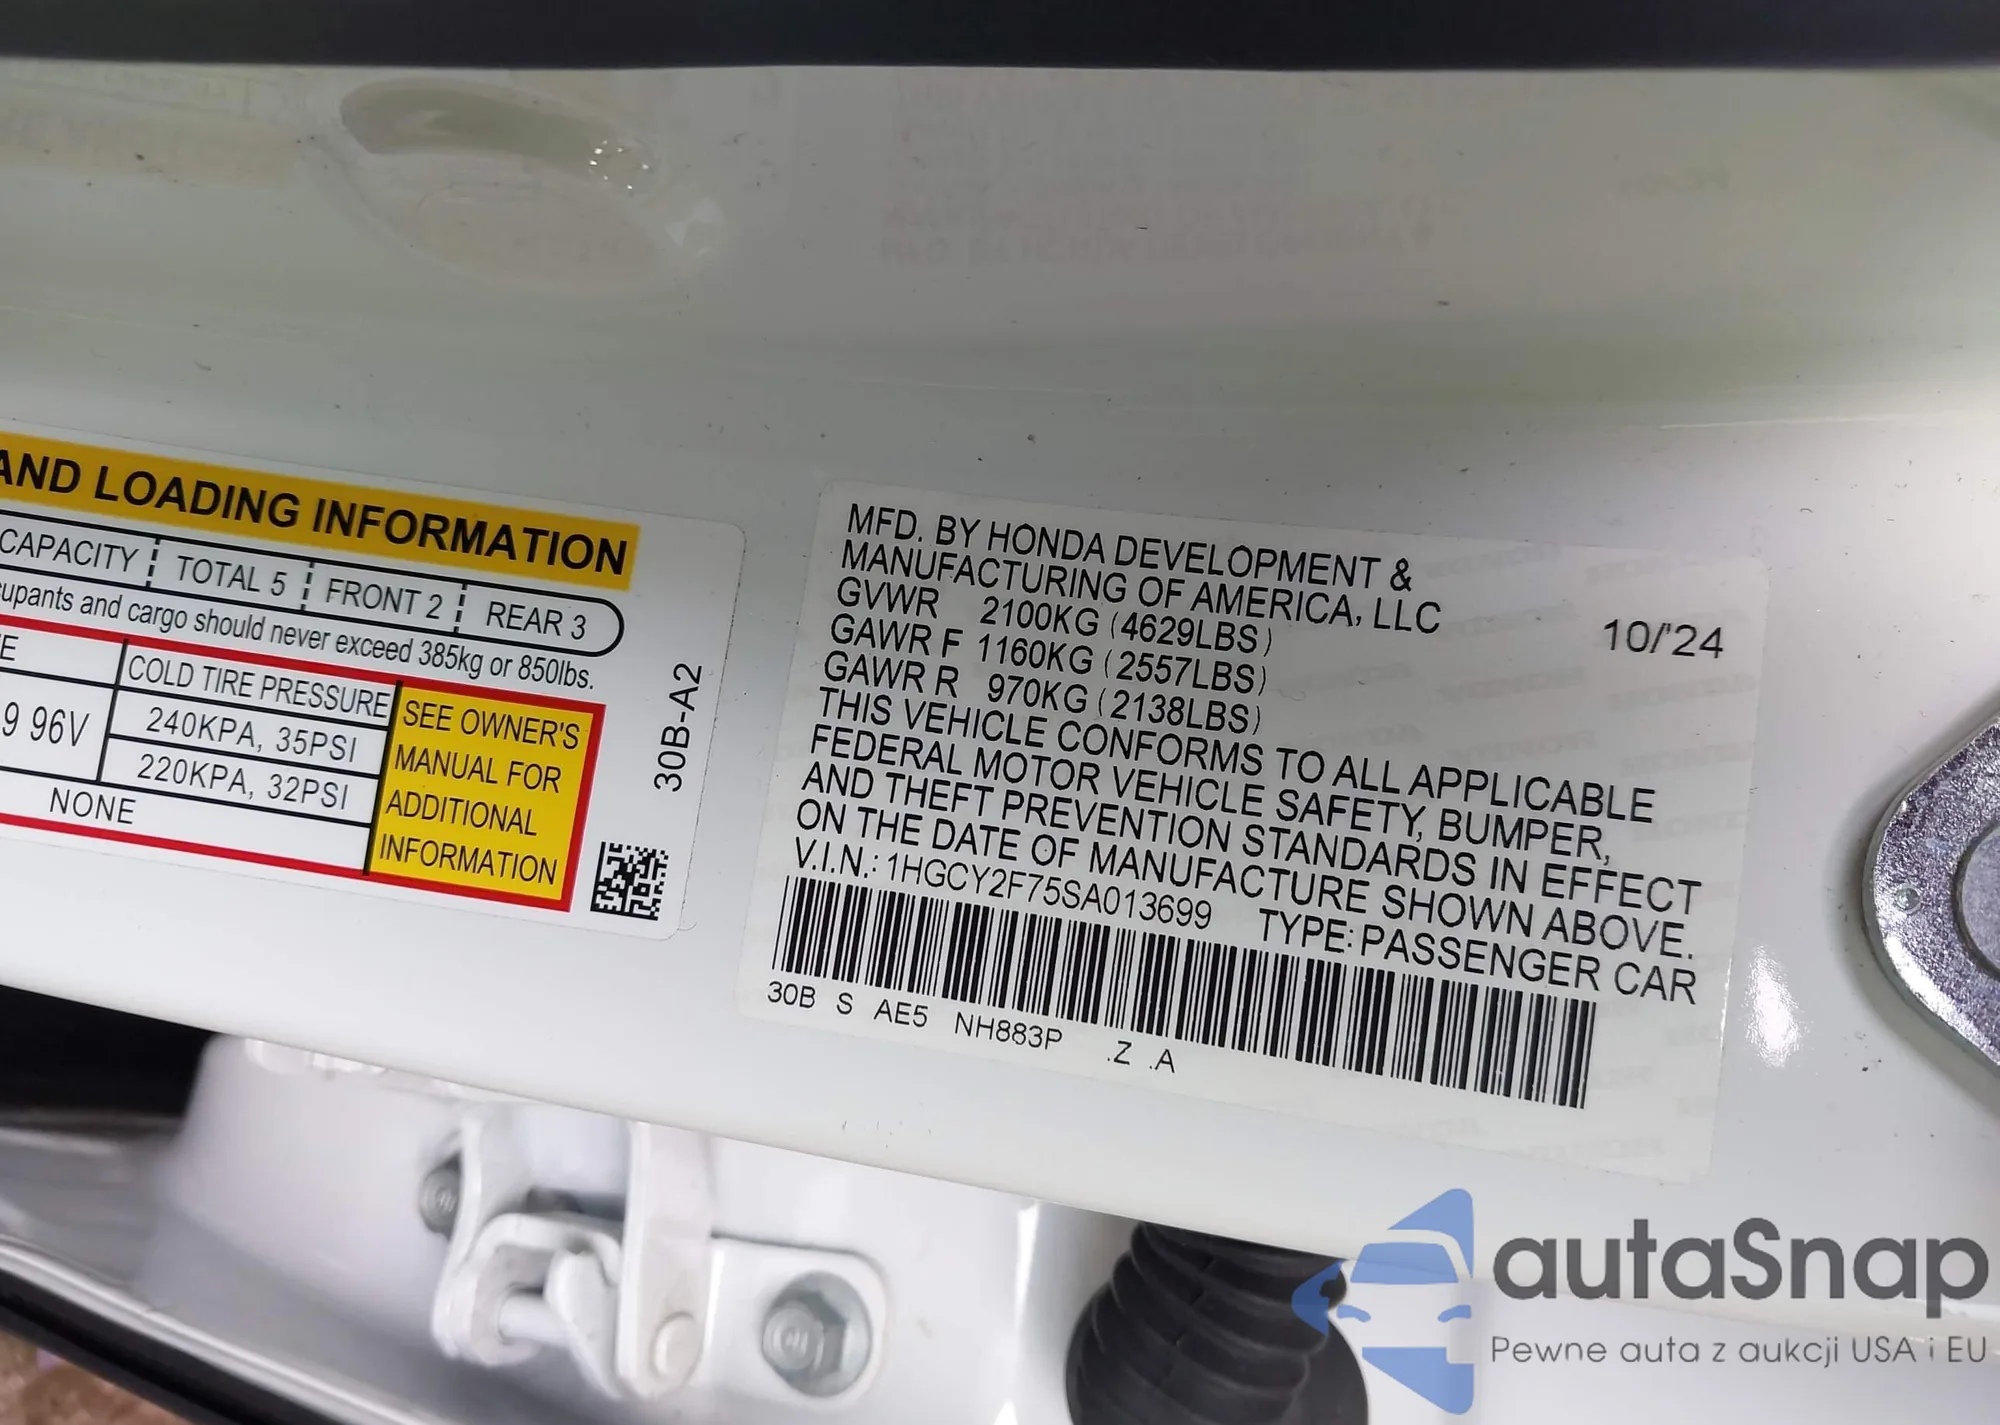 AND LOADING INFORMATION
CAPACITY TOTAL 5 FRONT 2 REAR 3
cupants and cargo should never exceed 385kg or 850lbs.
E COLD TIRE PRESSURE
9 96V
240KPA, 35PSI
220KPA, 32PSI
NONE
SEE OWNER'S
MANUAL FOR
ADDITIONAL
INFORMATION
30B-A2
MFD. BY HONDA DEVELOPMENT &
MANUFACTURING OF AMERICA, LLC
GVWR 2100KG (4629LBS)
GAWR F 1160KG (2557LBS)
GAWR R 970KG (2138LBS)
10/'24
THIS VEHICLE CONFORMS TO ALL APPLICABLE
FEDERAL MOTOR VEHICLE SAFETY, BUMPER,
AND THEFT PREVENTION STANDARDS IN EFFECT
ON THE DATE OF MANUFACTURE SHOWN ABOVE.
V.I.N.: 1HGCY2F75SA013699 TYPE: PASSENGER CAR
30B S AE5 NH883P .Z .A
autaSnap
Pewne auta z aukcji USA i EU